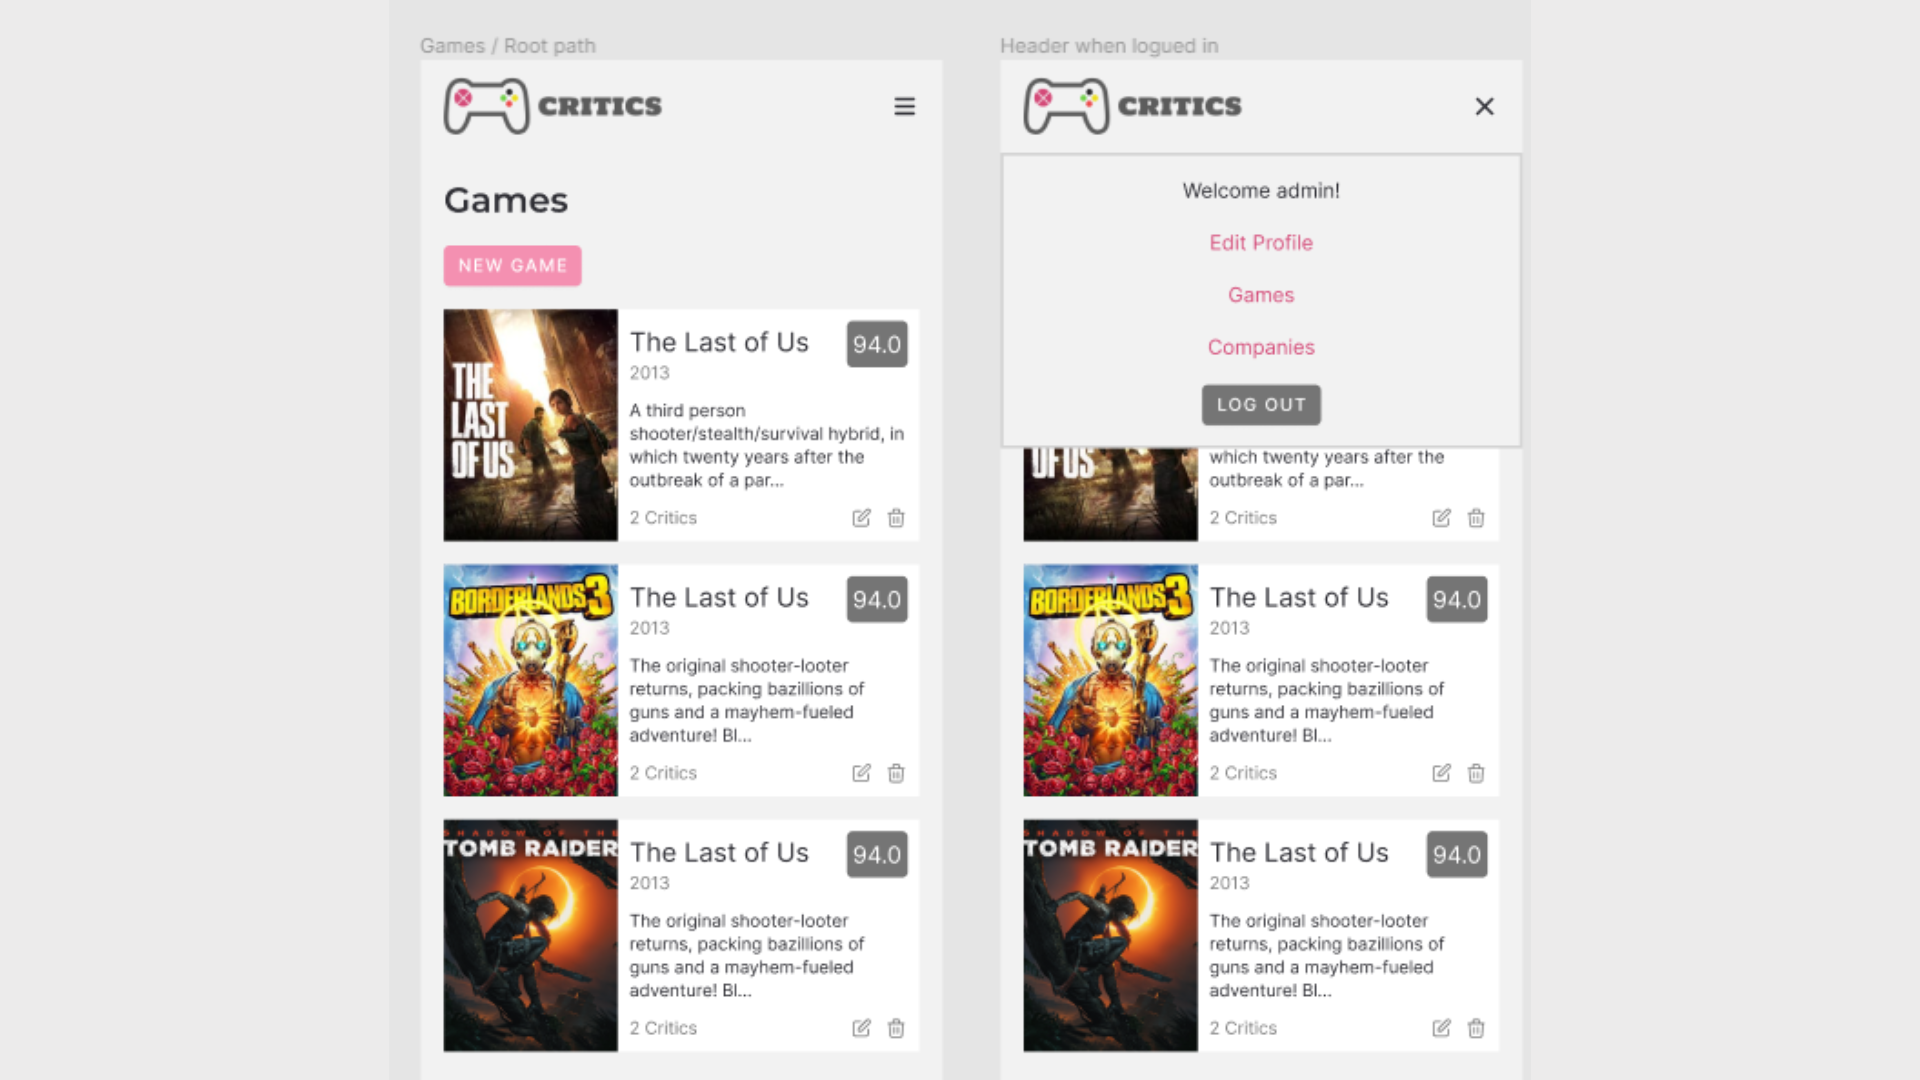 Games / Root path
CRITICS
Games
NEW GAME
THE
LAST
OF US
The Last of Us
94.0
2013
A third person
shooter/stealth/survival hybrid, in
which twenty years after the
outbreak of a par...
2 Critics
BORDERLANDS 3
The Last of Us
94.0
2013
The original shooter-looter
returns, packing bazillions of
guns and a mayhem-fueled
adventure! Bl...
2 Critics
SHADOW OF THE
TOMB RAIDER
The Last of Us
94.0
2013
The original shooter-looter
returns, packing bazillions of
guns and a mayhem-fueled
adventure! Bl...
2 Critics
Header when logued in
CRITICS
Welcome admin!
Edit Profile
Games
Companies
LOG OUT
OF US
which twenty years after the
outbreak of a par...
2 Critics
BORDERLANDS 3
The Last of Us
94.0
2013
The original shooter-looter
returns, packing bazillions of
guns and a mayhem-fueled
adventure! Bl...
2 Critics
SHADOW OF THE
TOMB RAIDER
The Last of Us
94.0
2013
The original shooter-looter
returns, packing bazillions of
guns and a mayhem-fueled
adventure! Bl...
2 Critics